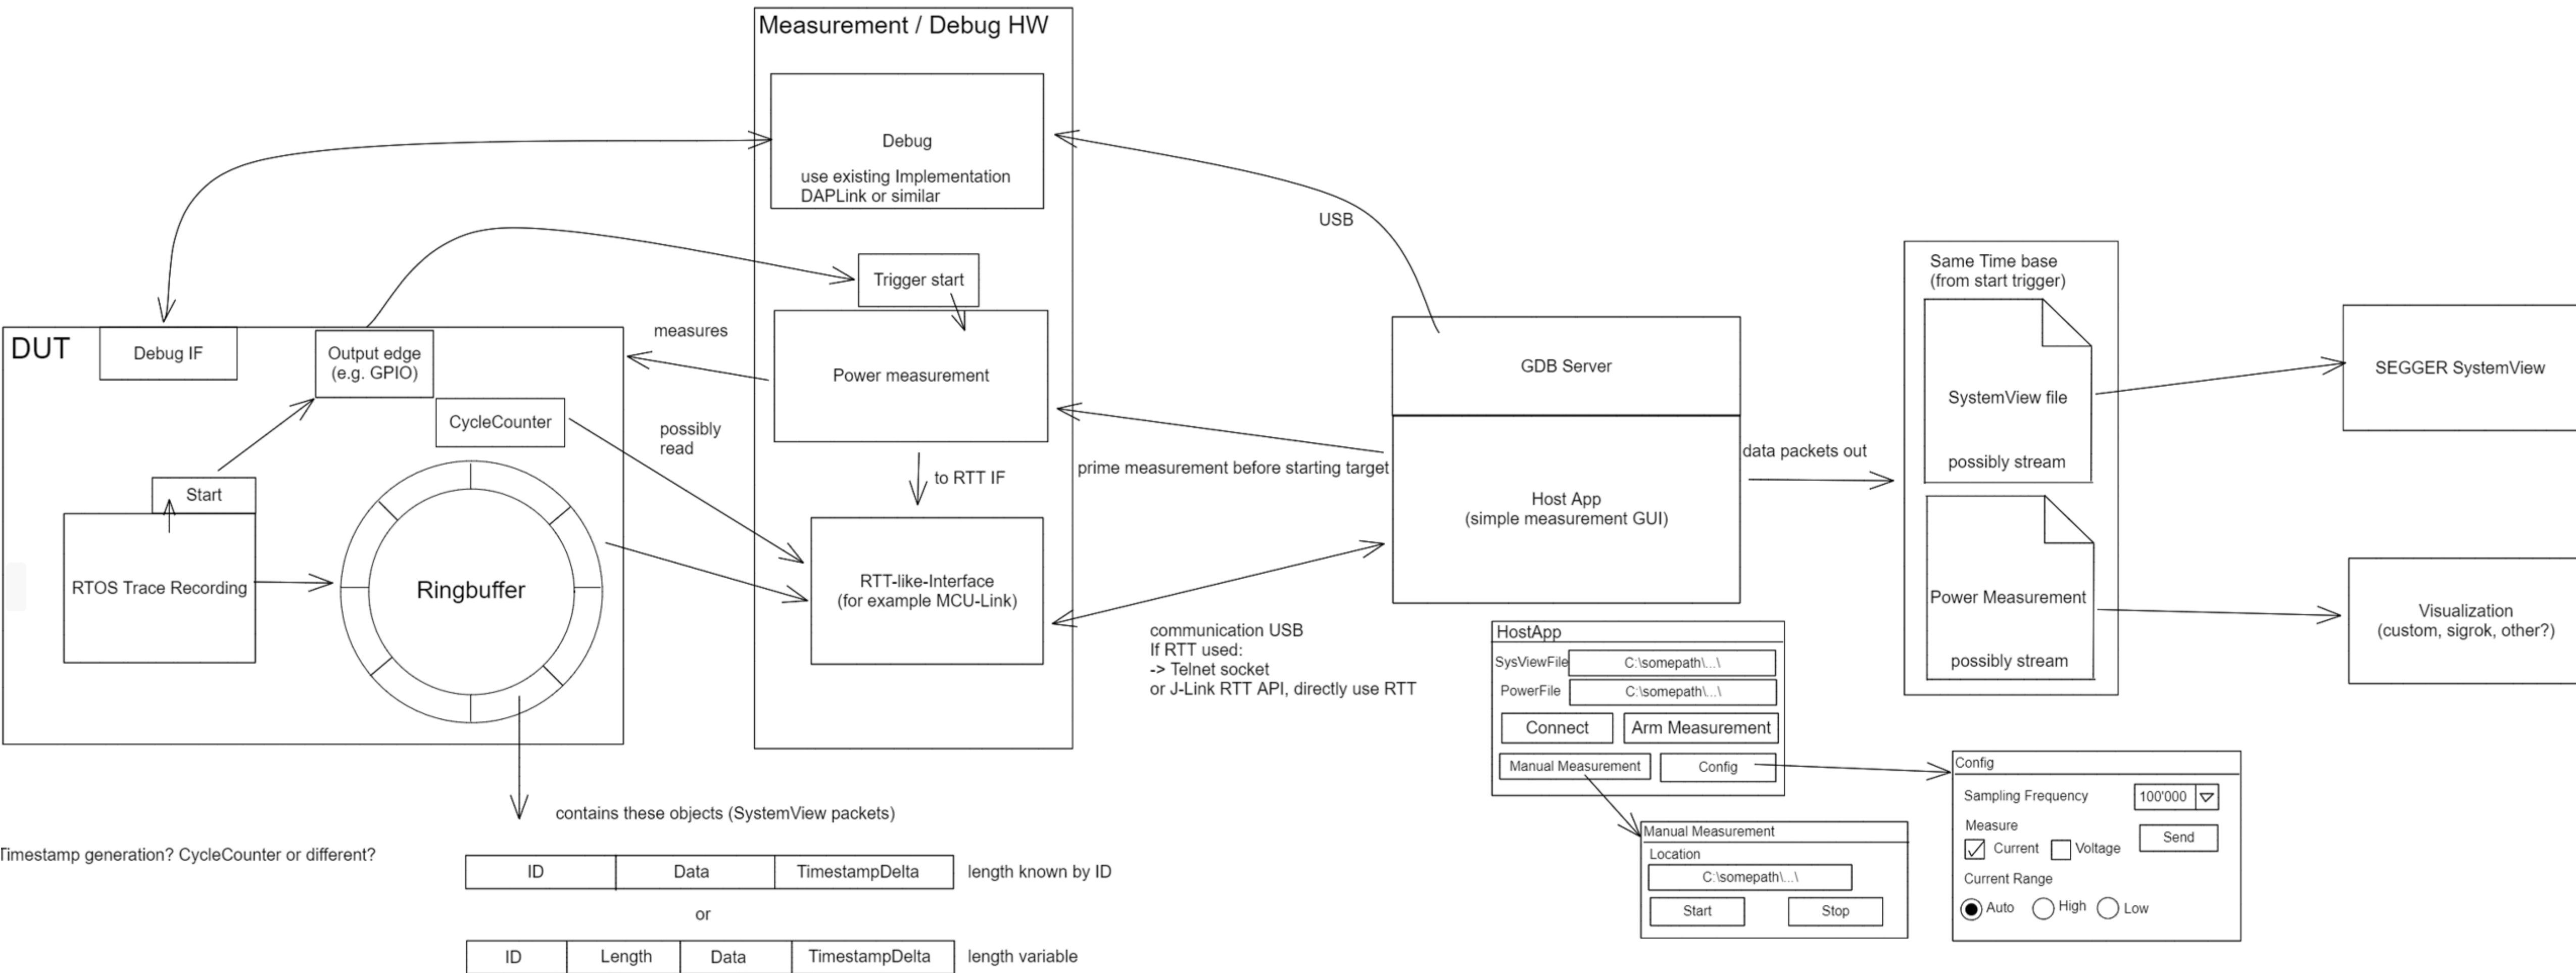 Measurement / Debug HW
Debug
use existing Implementation
DAPLink or similar
USB
Trigger start
Same Time base
(from start trigger)
measures
DUT
Debug IF
Output edge
(e.g. GPIO)
Power measurement
GDB Server
SystemView file
possibly stream
SEGGER SystemView
CycleCounter
possibly
read
to RTT IF
prime measurement before starting target
data packets out
Host App
(simple measurement GUI)
Start
RTOS Trace Recording
Ringbuffer
RTT-like-Interface
(for example MCU-Link)
Power Measurement
possibly stream
Visualization
(custom, sigrok, other?)
communication USB
If RTT used:
-> Telnet socket
or J-Link RTT API, directly use RTT
HostApp
SysViewFile
C:\somepath\...\
PowerFile
C:\somepath\...\
Connect
Arm Measurement
Manual Measurement
Config
Config
Sampling Frequency
100'000
Measure
Current
Voltage
Send
Current Range
Auto
High
Low
Manual Measurement
Location
C:\somepath\...\
Start
Stop
contains these objects (SystemView packets)
Timestamp generation? CycleCounter or different?
ID
Data
TimestampDelta
length known by ID
or
ID
Length
Data
TimestampDelta
length variable